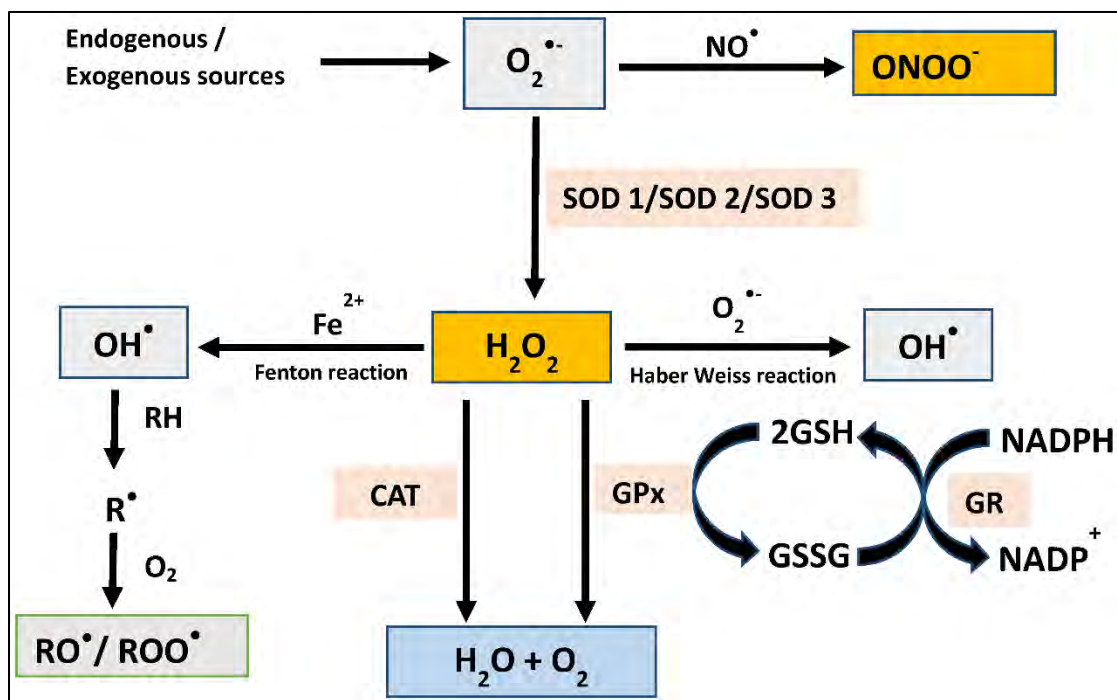 Endogenous /
Exogenous sources
O₂•⁻
NO•
ONOO⁻
SOD 1/SOD 2/SOD 3
OH•
Fe²⁺
Fenton reaction
H₂O₂
O₂•⁻
Haber Weiss reaction
OH•
RH
R•
O₂
RO•/ ROO•
CAT
GPx
2GSH
GSSG
NADPH
GR
NADP⁺
H₂O + O₂